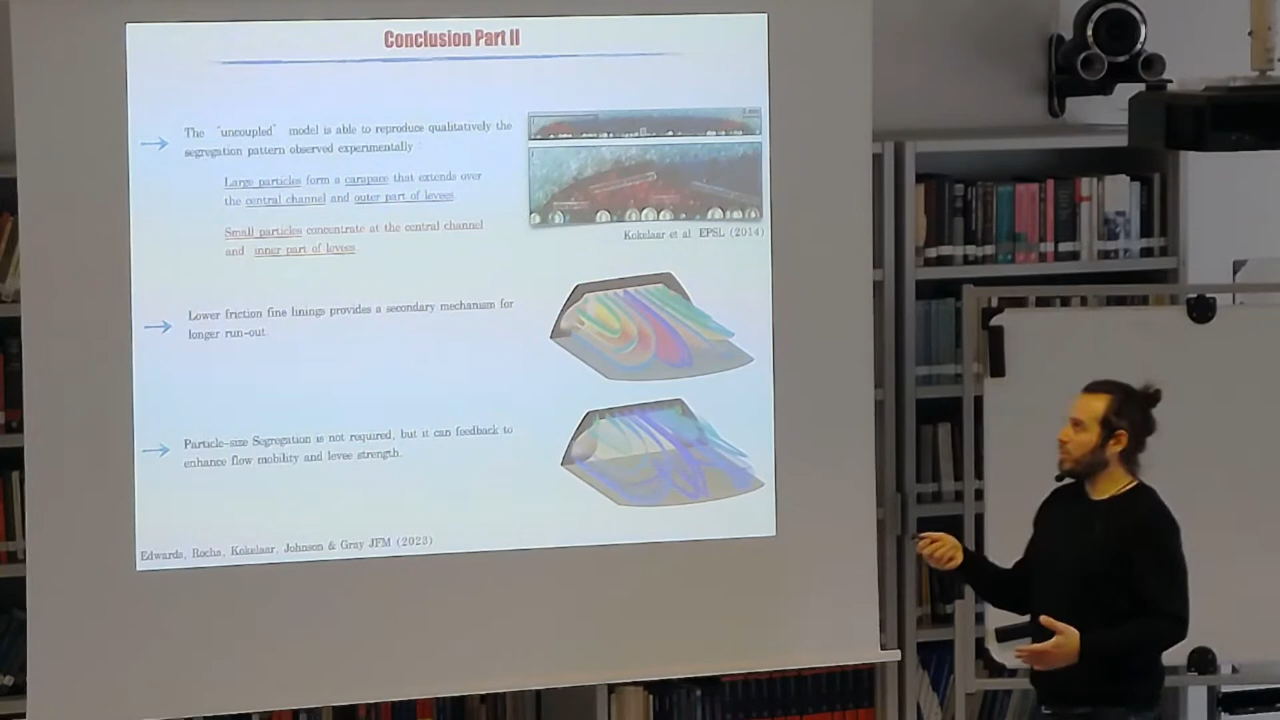 Conclusion Part II
The "uncoupled" model is able to reproduce qualitatively the
segregation pattern observed experimentally :
Large particles form a carapace that extends over
the central channel and outer part of levees
Small particles concentrate at the central channel
and inner part of levees
Kokelaar et al. EPSL (2014)
Lower friction fine linings provides a secondary mechanism for
longer run-out
Particle-size Segregation is not required, but it can feedback to
enhance flow mobility and levee strength.
Edwards, Rocha, Kokelaar, Johnson & Gray JFM (2023)